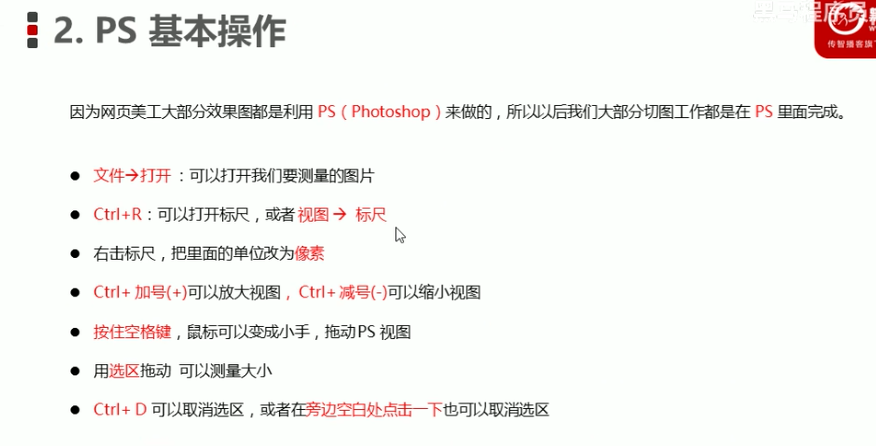 黑马程序员
2. PS 基本操作
传智播客旗下
因为网页美工大部分效果图都是利用 PS（Photoshop）来做的，所以以后我们大部分切图工作都是在 PS 里面完成。
● 文件→打开 ：可以打开我们要测量的图片
● Ctrl+R：可以打开标尺，或者 视图→ 标尺
● 右击标尺，把里面的单位改为像素
● Ctrl+ 加号(+)可以放大视图， Ctrl+ 减号(-)可以缩小视图
● 按住空格键，鼠标可以变成小手，拖动 PS 视图
● 用选区拖动 可以测量大小
● Ctrl+ D 可以取消选区，或者在旁边空白处点击一下也可以取消选区